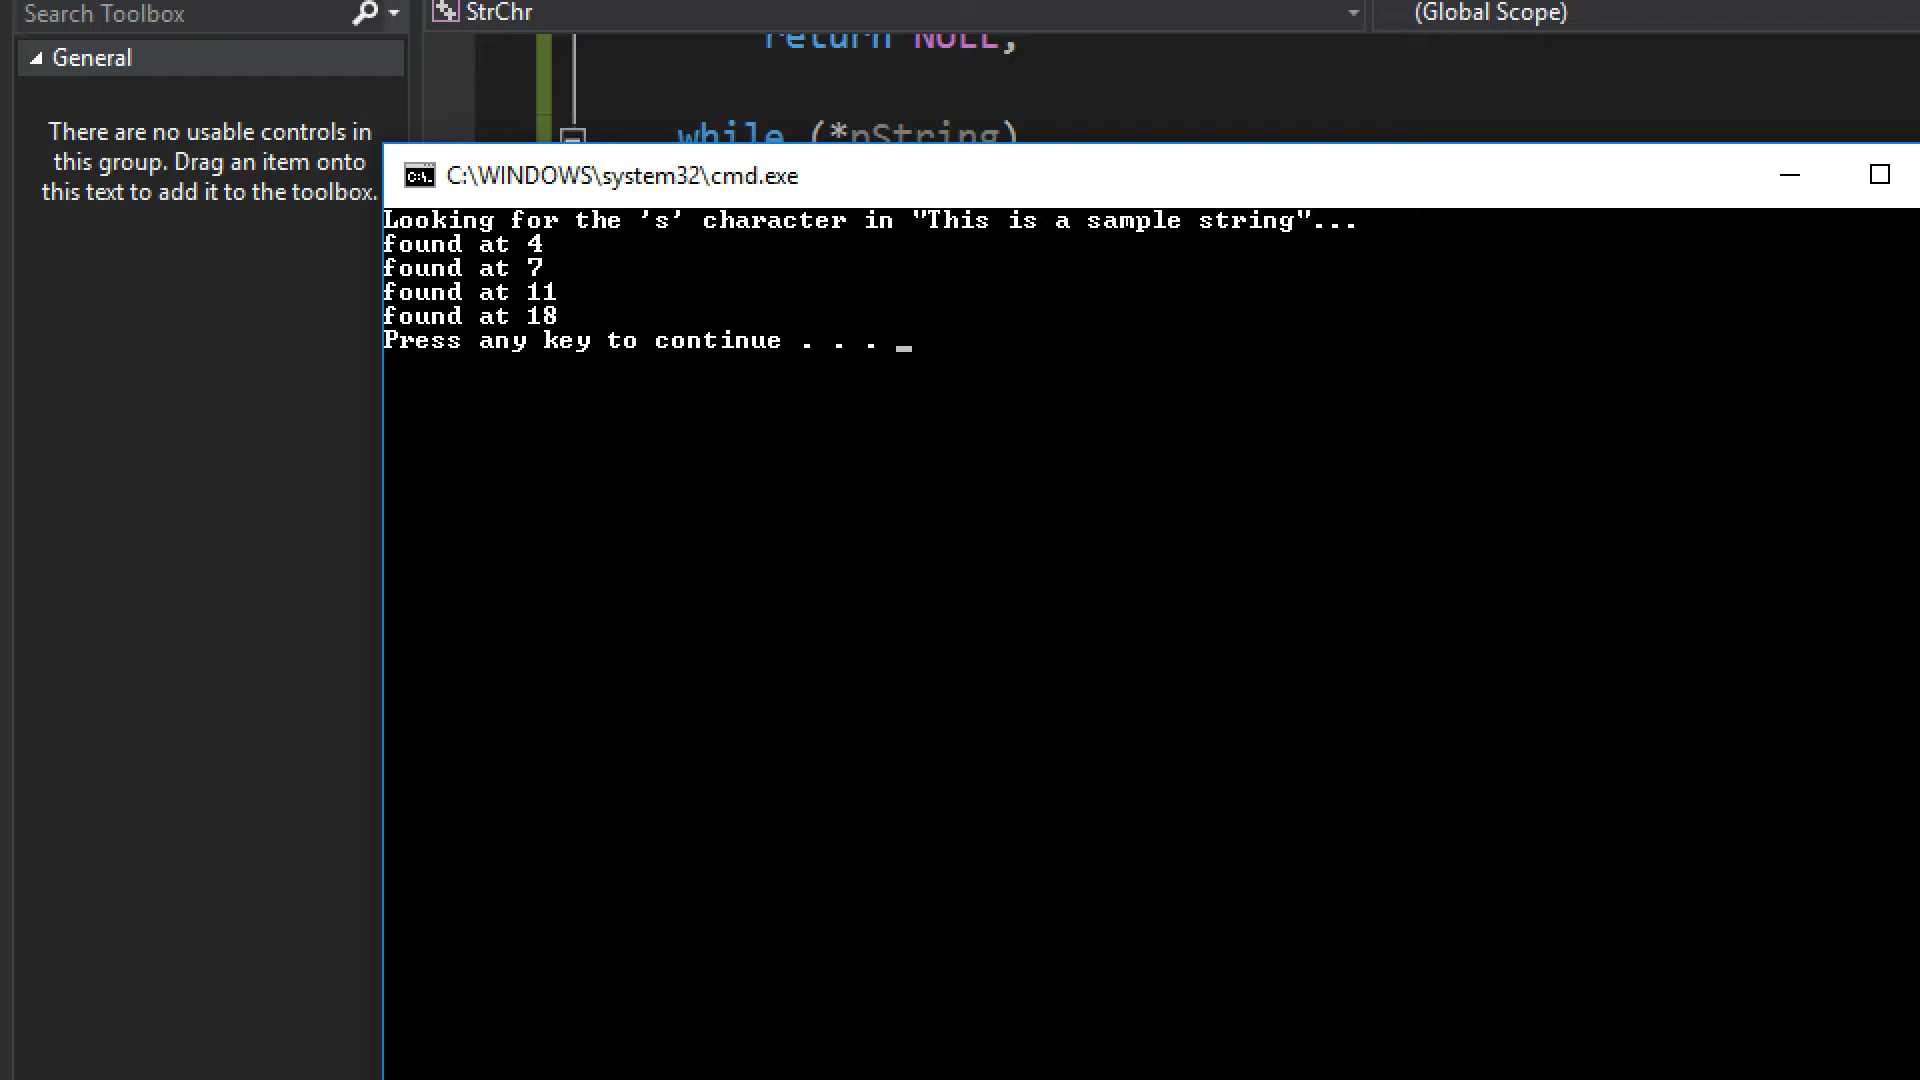 Search Toolbox
StrChr
(Global Scope)
General
return NULL;
There are no usable controls in
this group. Drag an item onto
this text to add it to the toolbox.
while (*pString)
C:\WINDOWS\system32\cmd.exe
Looking for the 's' character in "This is a sample string"...
found at 4
found at 7
found at 11
found at 18
Press any key to continue . . . _